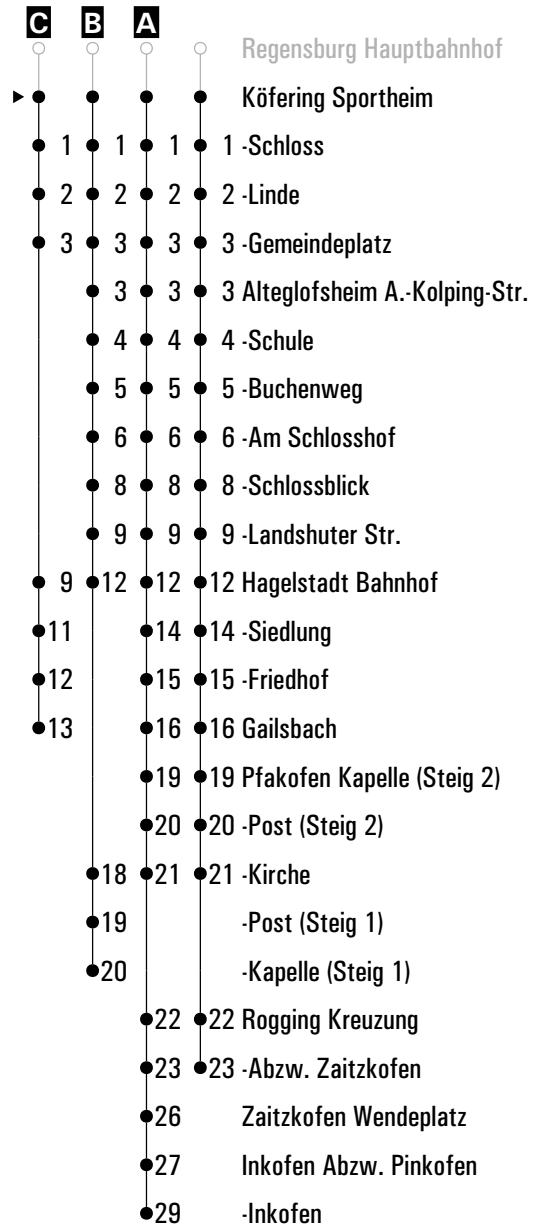 C B A
Regensburg Hauptbahnhof
Köfering Sportheim
1 1 1 1 -Schloss
2 2 2 2 -Linde
3 3 3 3 -Gemeindeplatz
3 3 3 Alteglofsheim A.-Kolping-Str.
4 4 4 -Schule
5 5 5 -Buchenweg
6 6 6 -Am Schlosshof
8 8 8 -Schlossblick
9 9 9 -Landshuter Str.
9 12 12 12 Hagelstadt Bahnhof
11 14 14 -Siedlung
12 15 15 -Friedhof
13 16 16 Gailsbach
19 19 Pfakofen Kapelle (Steig 2)
20 20 -Post (Steig 2)
18 21 21 -Kirche
19 -Post (Steig 1)
20 -Kapelle (Steig 1)
22 22 Rogging Kreuzung
23 23 -Abzw. Zaitzkofen
26 Zaitzkofen Wendeplatz
27 Inkofen Abzw. Pinkofen
29 -Inkofen